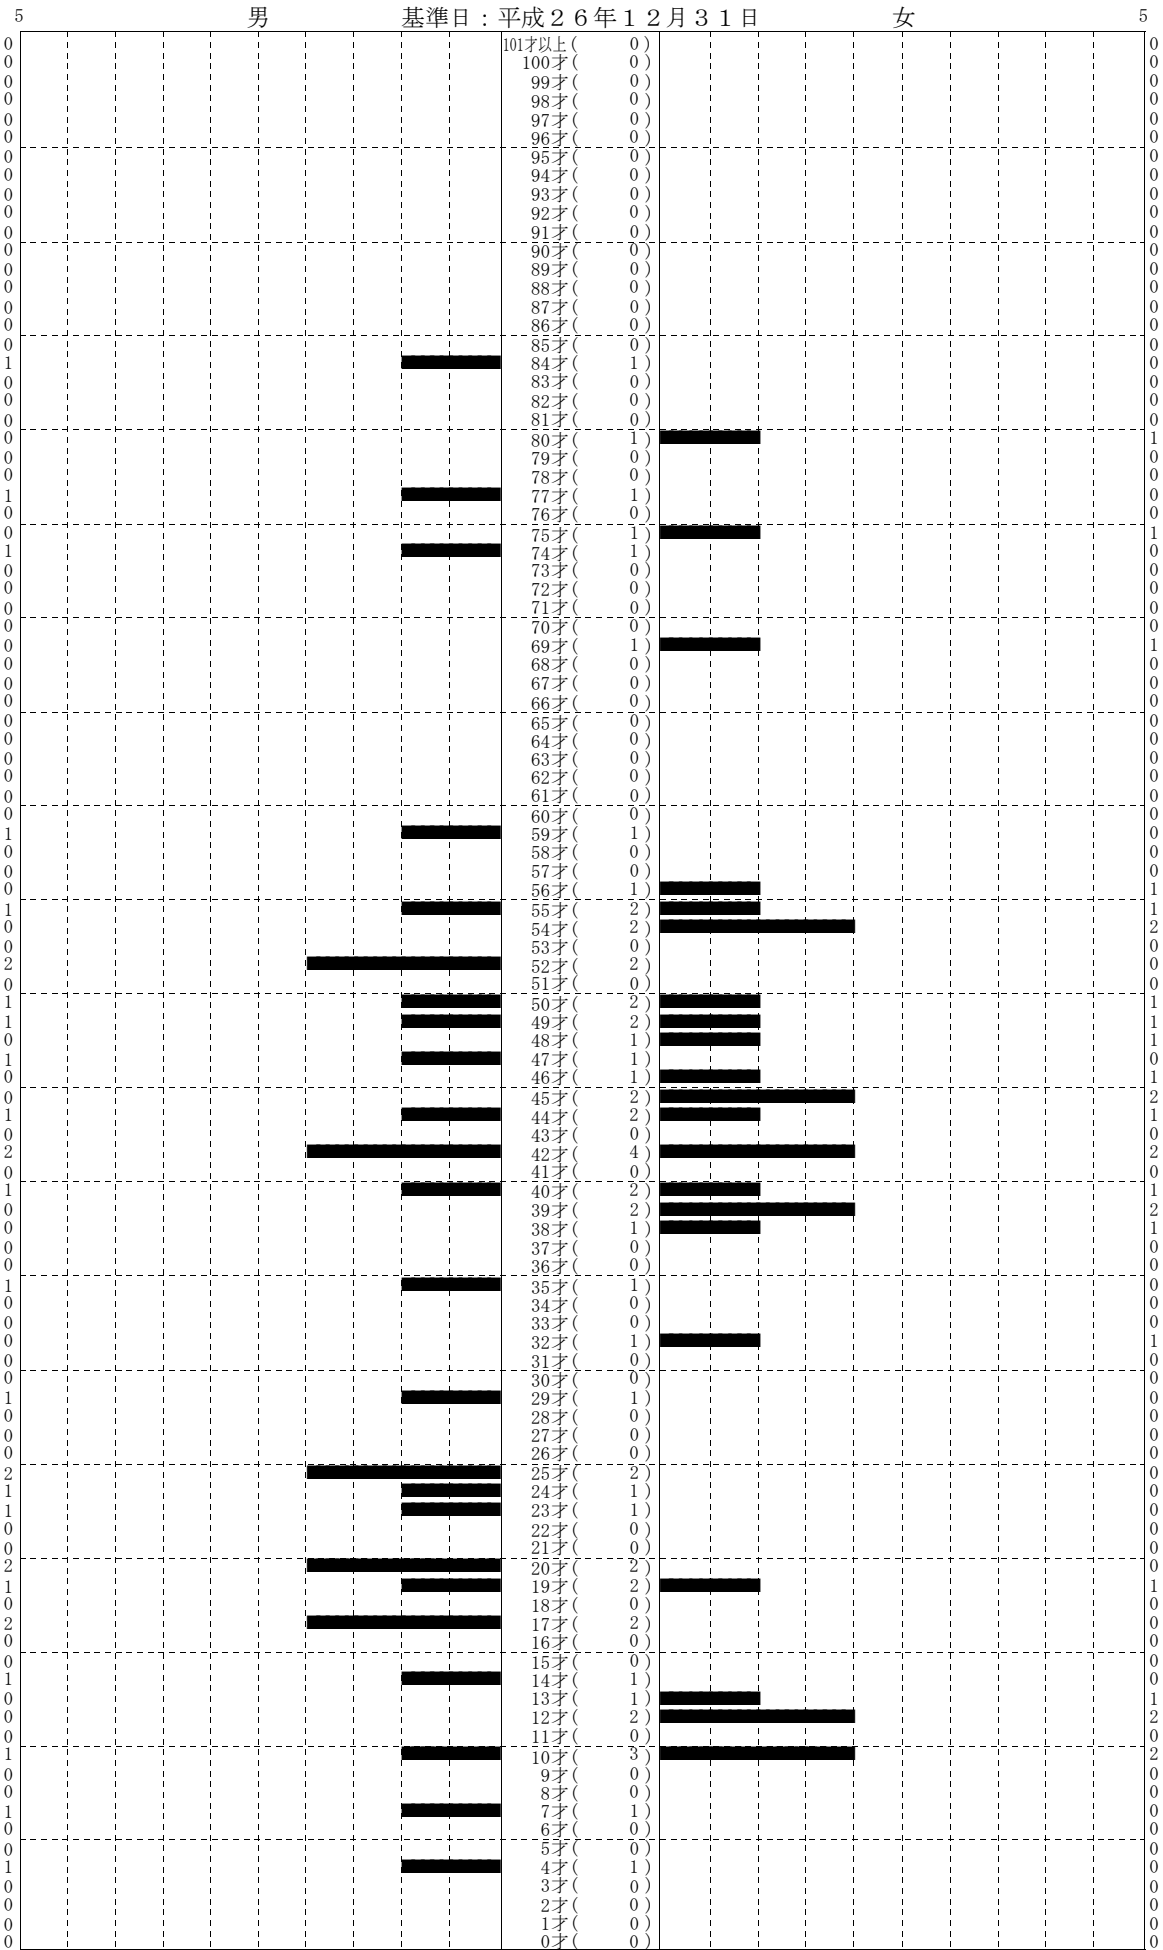 5 男 基準日：平成２６年１２月３１日 女 5
0 101才以上( 0) 0
0 100才( 0) 0
0 99才( 0) 0
0 98才( 0) 0
0 97才( 0) 0
0 96才( 0) 0
0 95才( 0) 0
0 94才( 0) 0
0 93才( 0) 0
0 92才( 0) 0
0 91才( 0) 0
0 90才( 0) 0
0 89才( 0) 0
0 88才( 0) 0
0 87才( 0) 0
0 86才( 0) 0
0 85才( 0) 0
1 84才( 1) 0
0 83才( 0) 0
0 82才( 0) 0
0 81才( 0) 0
0 80才( 1) 1
0 79才( 0) 0
0 78才( 0) 0
1 77才( 1) 0
0 76才( 0) 0
0 75才( 1) 1
1 74才( 1) 0
0 73才( 0) 0
0 72才( 0) 0
0 71才( 0) 0
0 70才( 0) 0
0 69才( 1) 1
0 68才( 0) 0
0 67才( 0) 0
0 66才( 0) 0
0 65才( 0) 0
0 64才( 0) 0
0 63才( 0) 0
0 62才( 0) 0
0 61才( 0) 0
0 60才( 0) 0
1 59才( 1) 0
0 58才( 0) 0
0 57才( 0) 0
0 56才( 1) 1
1 55才( 2) 1
0 54才( 2) 2
0 53才( 0) 0
2 52才( 2) 0
0 51才( 0) 0
1 50才( 2) 1
1 49才( 2) 1
0 48才( 1) 1
1 47才( 1) 0
0 46才( 1) 1
0 45才( 2) 2
1 44才( 2) 1
0 43才( 0) 0
2 42才( 4) 2
0 41才( 0) 0
1 40才( 2) 1
0 39才( 2) 2
0 38才( 1) 1
0 37才( 0) 0
0 36才( 0) 0
1 35才( 1) 0
0 34才( 0) 0
0 33才( 0) 0
0 32才( 1) 1
0 31才( 0) 0
0 30才( 0) 0
1 29才( 1) 0
0 28才( 0) 0
0 27才( 0) 0
0 26才( 0) 0
2 25才( 2) 0
1 24才( 1) 0
1 23才( 1) 0
0 22才( 0) 0
0 21才( 0) 0
2 20才( 2) 0
1 19才( 2) 1
0 18才( 0) 0
2 17才( 2) 0
0 16才( 0) 0
0 15才( 0) 0
1 14才( 1) 0
0 13才( 1) 1
0 12才( 2) 2
0 11才( 0) 0
1 10才( 3) 2
0 9才( 0) 0
0 8才( 0) 0
1 7才( 1) 0
0 6才( 0) 0
0 5才( 0) 0
1 4才( 1) 0
0 3才( 0) 0
0 2才( 0) 0
0 1才( 0) 0
0 0才( 0) 0